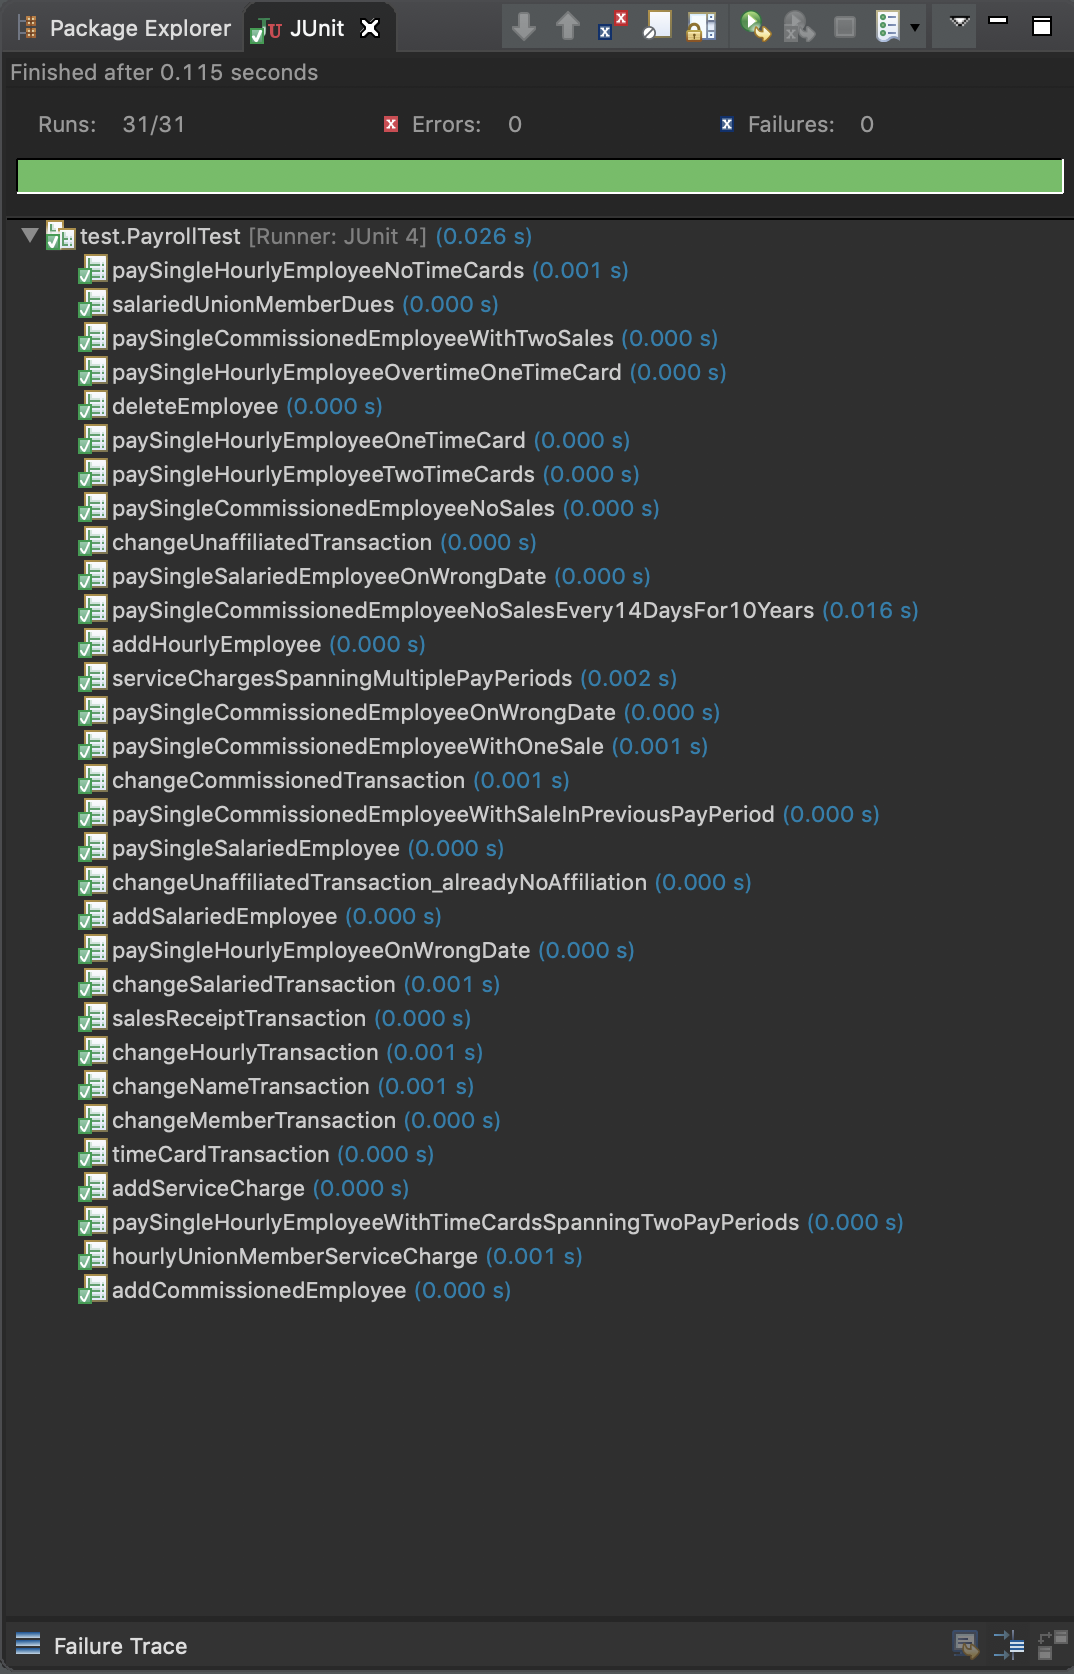 Package Explorer JUnit
Finished after 0.115 seconds
Runs: 31/31 Errors: 0 Failures: 0
test.PayrollTest [Runner: JUnit 4] (0.026 s)
paySingleHourlyEmployeeNoTimeCards (0.001 s)
salariedUnionMemberDues (0.000 s)
paySingleCommissionedEmployeeWithTwoSales (0.000 s)
paySingleHourlyEmployeeOvertimeOneTimeCard (0.000 s)
deleteEmployee (0.000 s)
paySingleHourlyEmployeeOneTimeCard (0.000 s)
paySingleHourlyEmployeeTwoTimeCards (0.000 s)
paySingleCommissionedEmployeeNoSales (0.000 s)
changeUnaffiliatedTransaction (0.000 s)
paySingleSalariedEmployeeOnWrongDate (0.000 s)
paySingleCommissionedEmployeeNoSalesEvery14DaysFor10Years (0.016 s)
addHourlyEmployee (0.000 s)
serviceChargesSpanningMultiplePayPeriods (0.002 s)
paySingleCommissionedEmployeeOnWrongDate (0.000 s)
paySingleCommissionedEmployeeWithOneSale (0.001 s)
changeCommissionedTransaction (0.001 s)
paySingleCommissionedEmployeeWithSaleInPreviousPayPeriod (0.000 s)
paySingleSalariedEmployee (0.000 s)
changeUnaffiliatedTransaction_alreadyNoAffiliation (0.000 s)
addSalariedEmployee (0.000 s)
paySingleHourlyEmployeeOnWrongDate (0.000 s)
changeSalariedTransaction (0.001 s)
salesReceiptTransaction (0.000 s)
changeHourlyTransaction (0.001 s)
changeNameTransaction (0.001 s)
changeMemberTransaction (0.000 s)
timeCardTransaction (0.000 s)
addServiceCharge (0.000 s)
paySingleHourlyEmployeeWithTimeCardsSpanningTwoPayPeriods (0.000 s)
hourlyUnionMemberServiceCharge (0.001 s)
addCommissionedEmployee (0.000 s)
Failure Trace